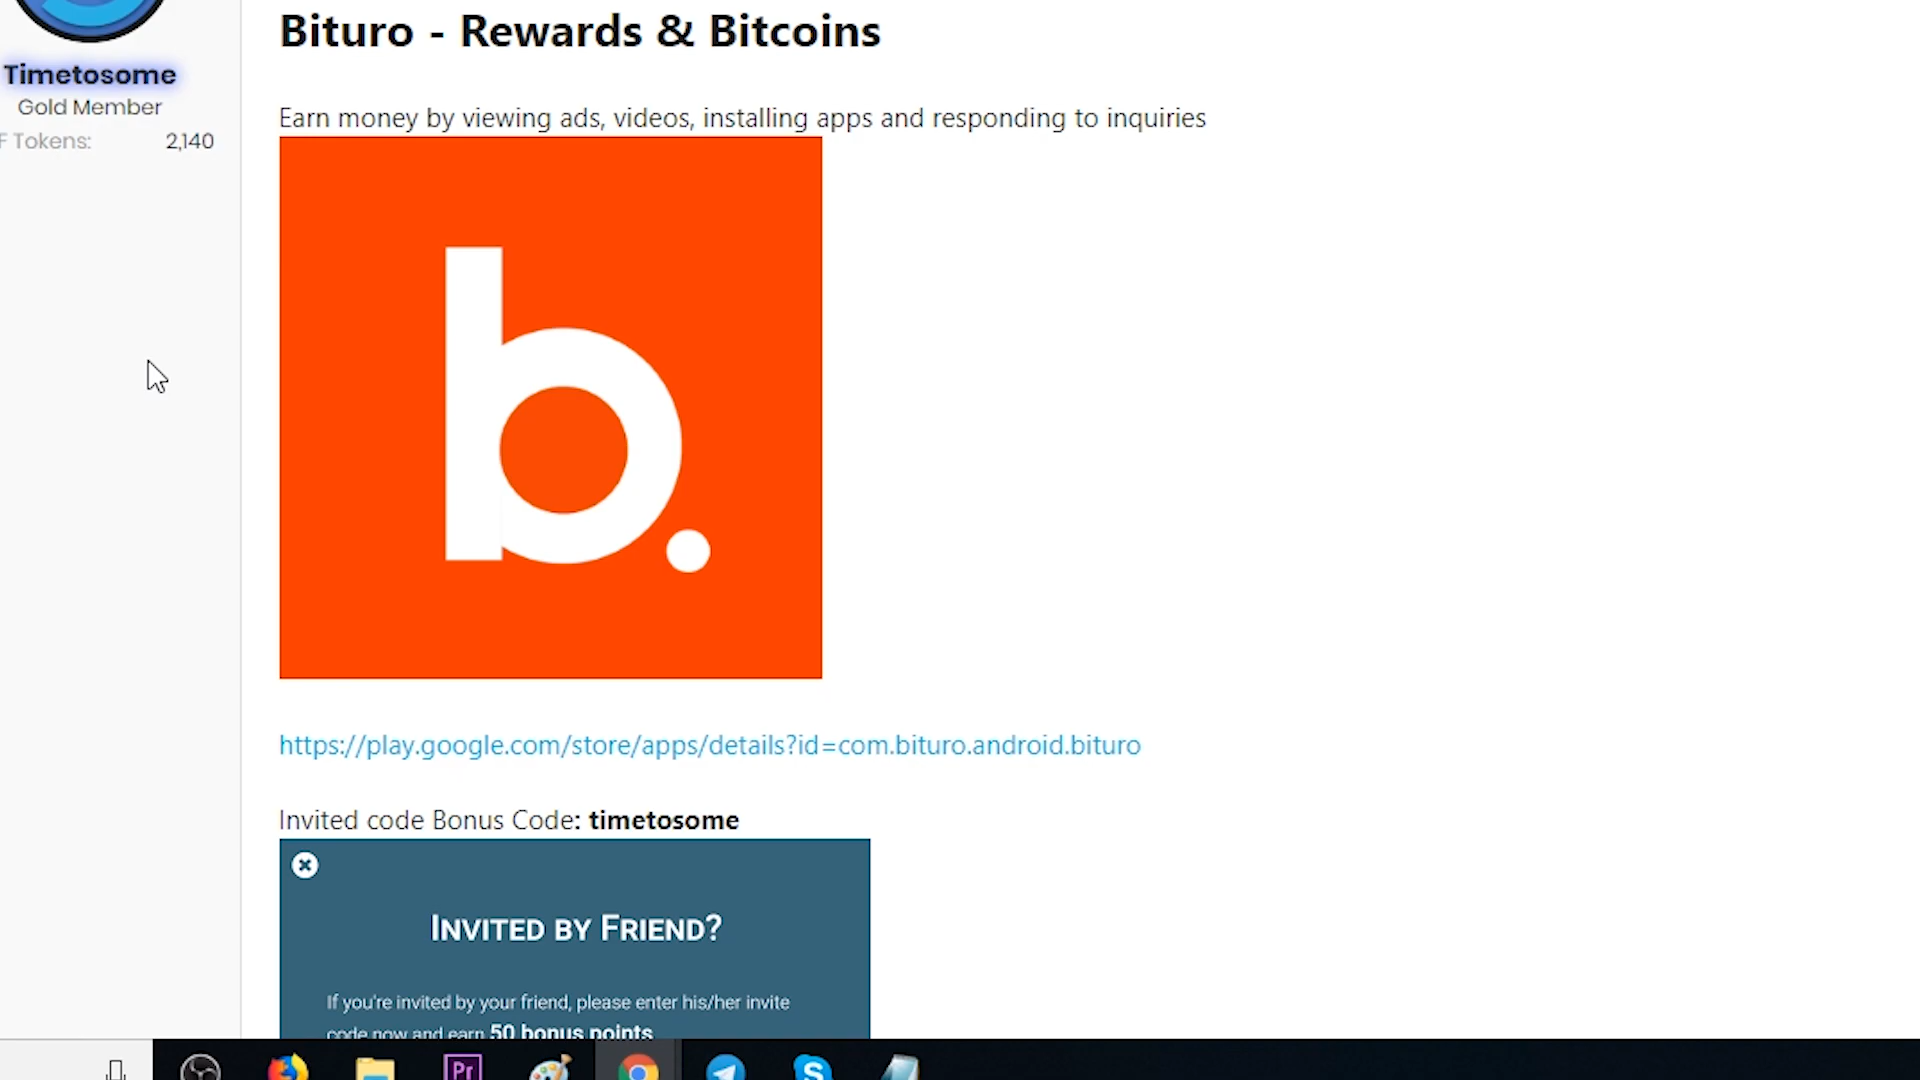 Bituro - Rewards & Bitcoins
Timetosome
Gold Member
F Tokens: 2,140
Earn money by viewing ads, videos, installing apps and responding to inquiries
b.
https://play.google.com/store/apps/details?id=com.bituro.android.bituro
Invited code Bonus Code: timetosome
INVITED BY FRIEND?
If you're invited by your friend, please enter his/her invite
code now and earn 50 bonus points
Pr
S